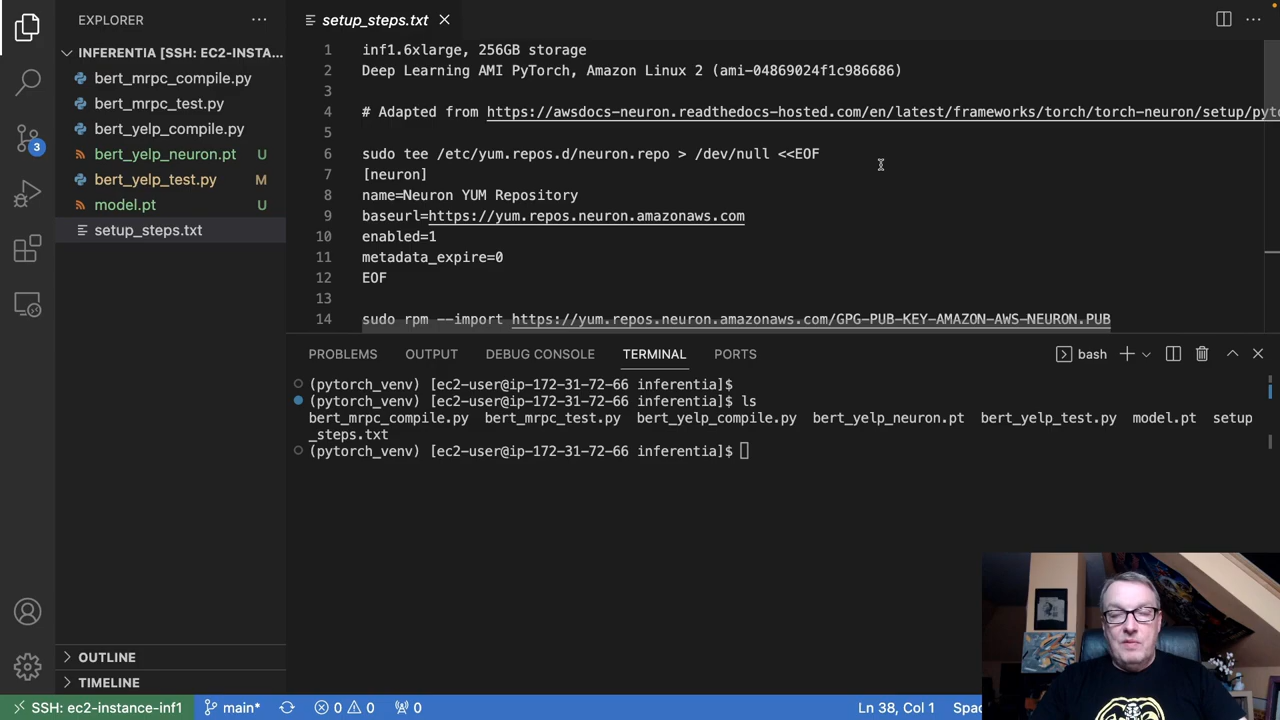 EXPLORER
setup_steps.txt
INFERENTIA [SSH: EC2-INSTA...
bert_mrpc_compile.py
bert_mrpc_test.py
bert_yelp_compile.py
bert_yelp_neuron.pt U
bert_yelp_test.py M
model.pt U
setup_steps.txt
3
1 inf1.6xlarge, 256GB storage
2 Deep Learning AMI PyTorch, Amazon Linux 2 (ami-04869024f1c986686)
3
4 # Adapted from https://awsdocs-neuron.readthedocs-hosted.com/en/latest/frameworks/torch/torch-neuron/setup/pyto
5
6 sudo tee /etc/yum.repos.d/neuron.repo > /dev/null <<EOF
7 [neuron]
8 name=Neuron YUM Repository
9 baseurl=https://yum.repos.neuron.amazonaws.com
10 enabled=1
11 metadata_expire=0
12 EOF
13
14 sudo rpm --import https://yum.repos.neuron.amazonaws.com/GPG-PUB-KEY-AMAZON-AWS-NEURON.PUB
PROBLEMS OUTPUT DEBUG CONSOLE TERMINAL PORTS bash
(pytorch_venv) [ec2-user@ip-172-31-72-66 inferentia]$
(pytorch_venv) [ec2-user@ip-172-31-72-66 inferentia]$ ls
bert_mrpc_compile.py bert_mrpc_test.py bert_yelp_compile.py bert_yelp_neuron.pt bert_yelp_test.py model.pt setup
_steps.txt
(pytorch_venv) [ec2-user@ip-172-31-72-66 inferentia]$
OUTLINE
TIMELINE
SSH: ec2-instance-inf1 main* 0 0 0 Ln 38, Col 1 Spac